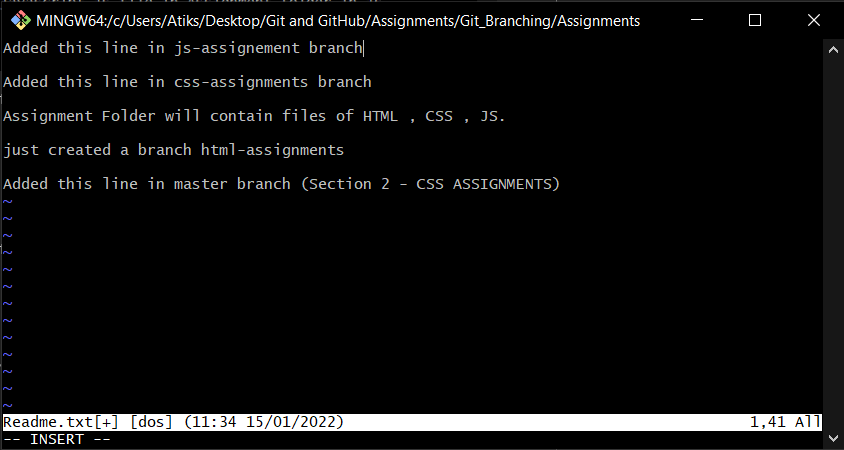 MINGW64:/c/Users/Atiks/Desktop/Git and GitHub/Assignments/Git_Branching/Assignments
Added this line in js-assignement branch
Added this line in css-assignments branch
Assignment Folder will contain files of HTML , CSS , JS.
just created a branch html-assignments
Added this line in master branch (Section 2 - CSS ASSIGNMENTS)
~
~
~
~
~
~
~
~
~
~
~
~
~
Readme.txt[+] [dos] (11:34 15/01/2022) 1,41 All
-- INSERT --